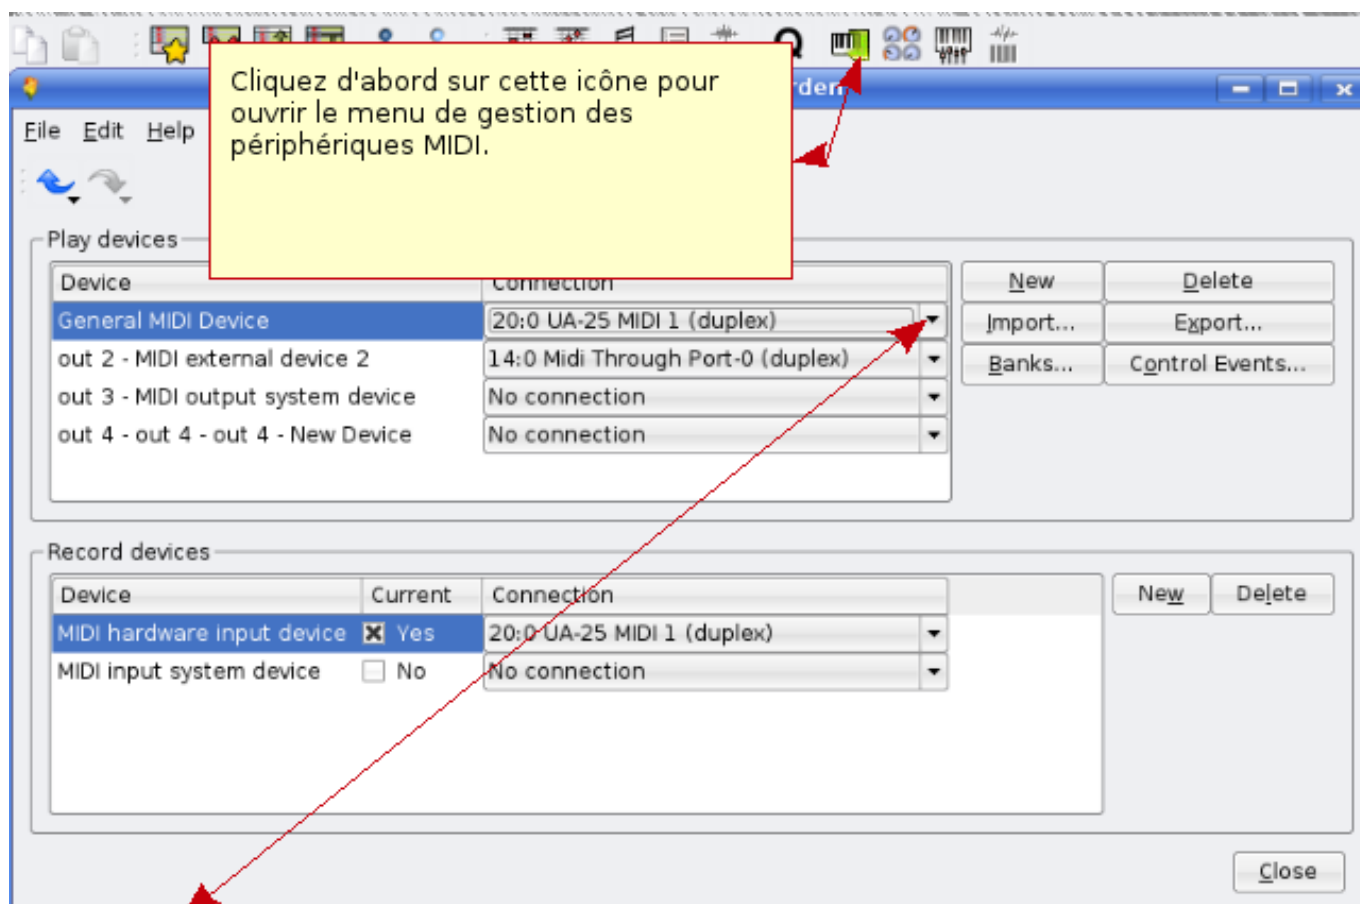 Cliquez d'abord sur cette icône pour
ouvrir le menu de gestion des
périphériques MIDI.
File Edit Help
Play devices
Device Connection New Delete
General MIDI Device 20:0 UA-25 MIDI 1 (duplex) Import... Export...
out 2 - MIDI external device 2 14:0 Midi Through Port-0 (duplex) Banks... Control Events...
out 3 - MIDI output system device No connection
out 4 - out 4 - out 4 - New Device No connection
Record devices
Device Current Connection New Delete
MIDI hardware input device Yes 20:0 UA-25 MIDI 1 (duplex)
MIDI input system device No No connection
Close